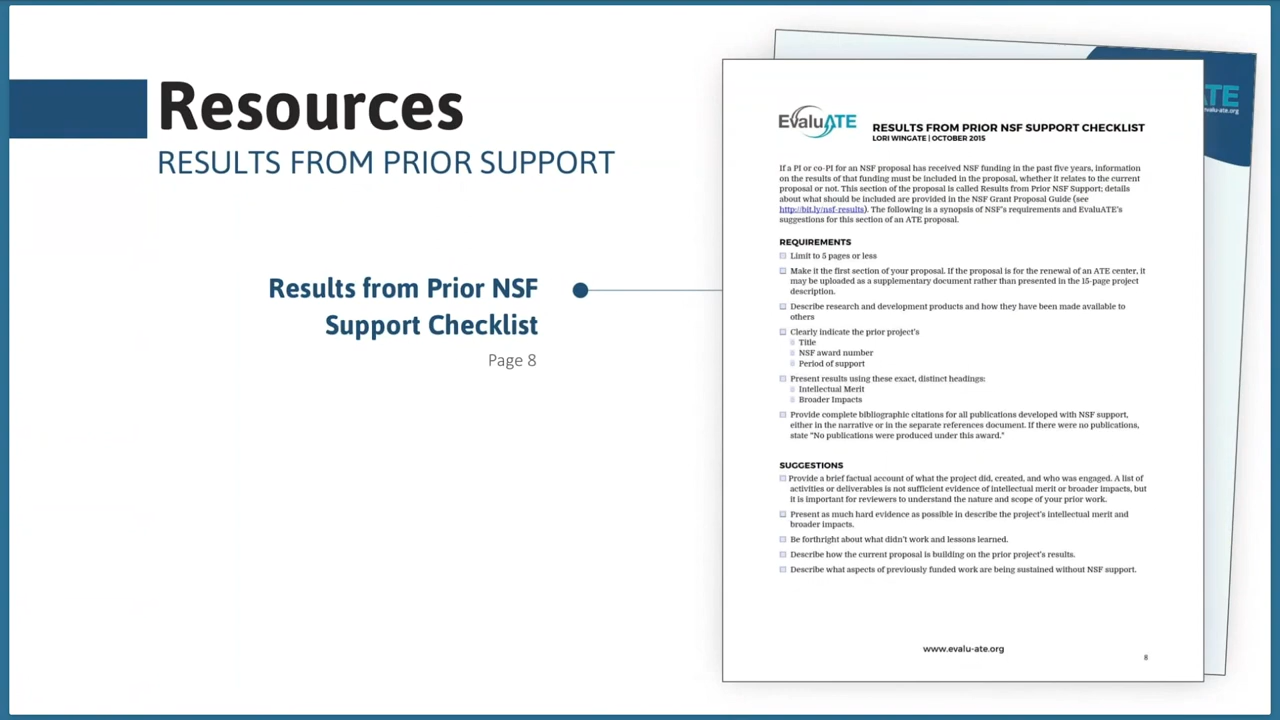 Resources
RESULTS FROM PRIOR SUPPORT
Results from Prior NSF
Support Checklist
Page 8
TE
valu-ate.org
EvaluATE
RESULTS FROM PRIOR NSF SUPPORT CHECKLIST
LORI WINGATE | OCTOBER 2015
If a PI or co-PI for an NSF proposal has received NSF funding in the past five years, information
on the results of that funding must be included in the proposal, whether it relates to the current
proposal or not. This section of the proposal is called Results from Prior NSF Support; details
about what should be included are provided in the NSF Grant Proposal Guide (see
http://bit.ly/nsf-results). The following is a synopsis of NSF's requirements and EvaluATE's
suggestions for this section of an ATE proposal.
REQUIREMENTS
Limit to 5 pages or less
Make it the first section of your proposal. If the proposal is for the renewal of an ATE center, it
may be uploaded as a supplementary document rather than presented in the 15-page project
description.
Describe research and development products and how they have been made available to
others
Clearly indicate the prior project's
Title
NSF award number
Period of support
Present results using these exact, distinct headings:
Intellectual Merit
Broader Impacts
Provide complete bibliographic citations for all publications developed with NSF support,
either in the narrative or in the separate references document. If there were no publications,
state "No publications were produced under this award."
SUGGESTIONS
Provide a brief factual account of what the project did, created, and who was engaged. A list of
activities or deliverables is not sufficient evidence of intellectual merit or broader impacts, but
it is important for reviewers to understand the nature and scope of your prior work.
Present as much hard evidence as possible in describe the project's intellectual merit and
broader impacts.
Be forthright about what didn't work and lessons learned.
Describe how the current proposal is building on the prior project's results.
Describe what aspects of previously funded work are being sustained without NSF support.
www.evalu-ate.org
8